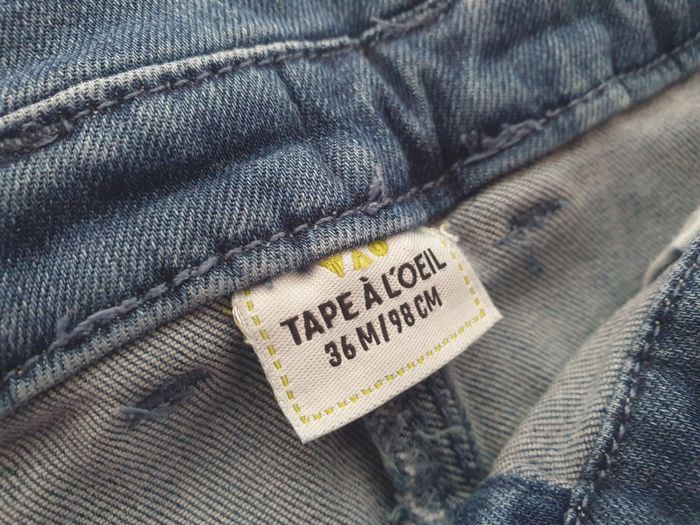 TAPE À L'OEIL
36 M/98 CM